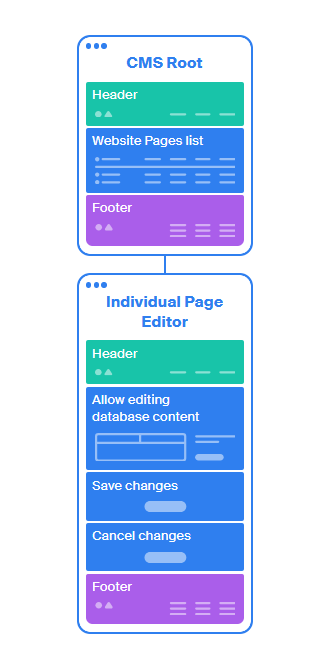 CMS Root
Header
Website Pages list
Footer
Individual Page
Editor
Header
Allow editing
database content
Save changes
Cancel changes
Footer